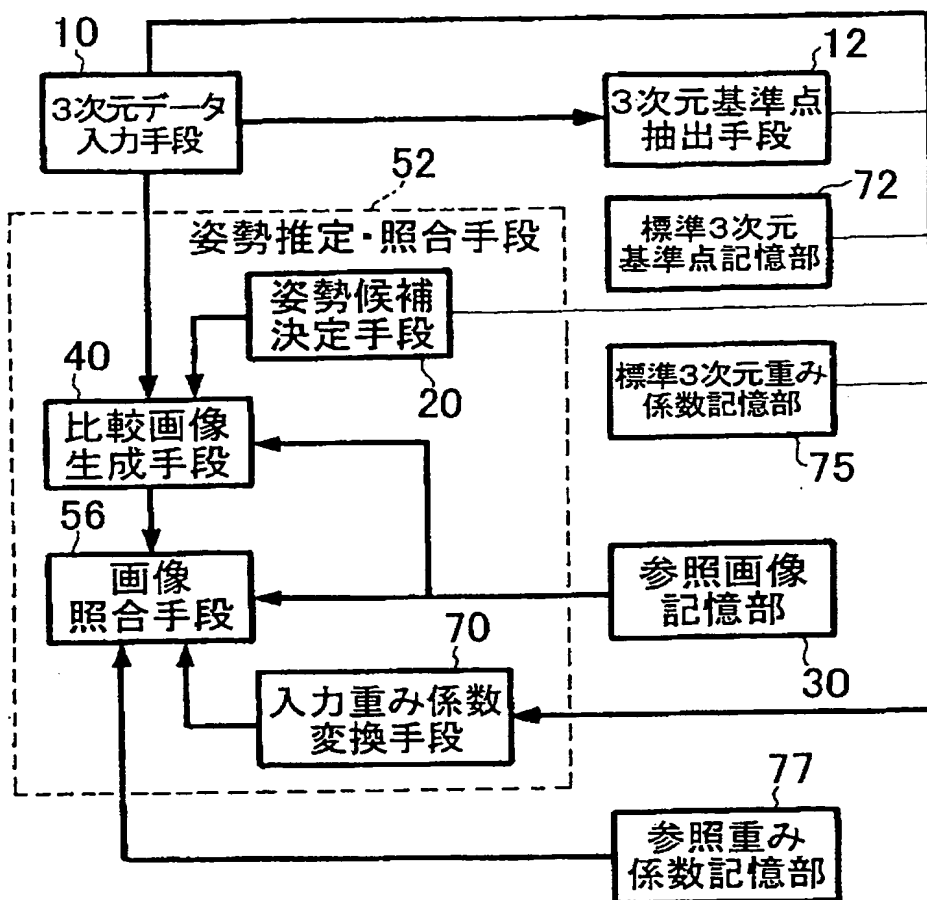 10
3次元データ
入力手段
12
3次元基準点
抽出手段
52
72
標準3次元
基準点記憶部
姿勢推定・照合手段
姿勢候補
決定手段
20
40
比較画像
生成手段
標準3次元重み
係数記憶部
75
56
画像
照合手段
参照画像
記憶部
30
70
入力重み係数
変換手段
77
参照重み
係数記憶部